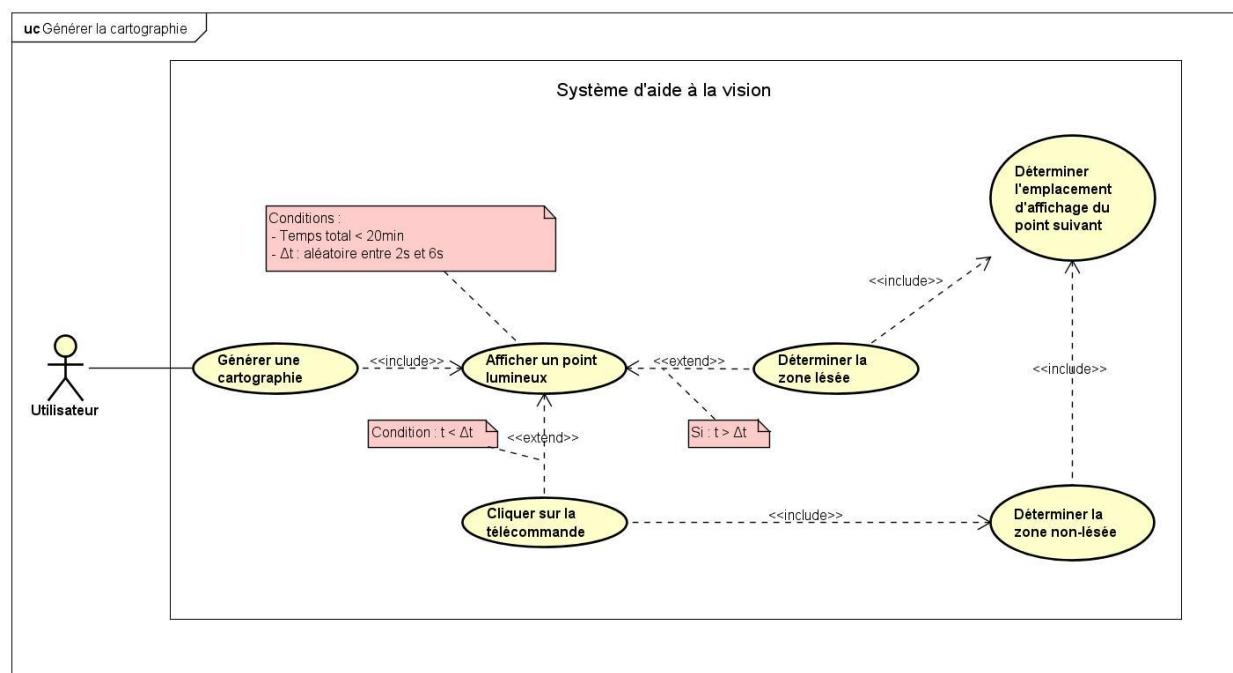 uc Générer la cartographie
Système d'aide à la vision
Déterminer
l'emplacement
d'affichage du
point suivant
Conditions :
- Temps total < 20min
- Δt : aléatoire entre 2s et 6s
<<include>>
Générer une
cartographie
<<include>>
Afficher un point
lumineux
<<extend>>
Déterminer la
zone lésée
<<include>>
Utilisateur
Condition : t < Δt
<<extend>>
Si : t > Δt
Cliquer sur la
télécommande
<<include>>
Déterminer la
zone non-lésée